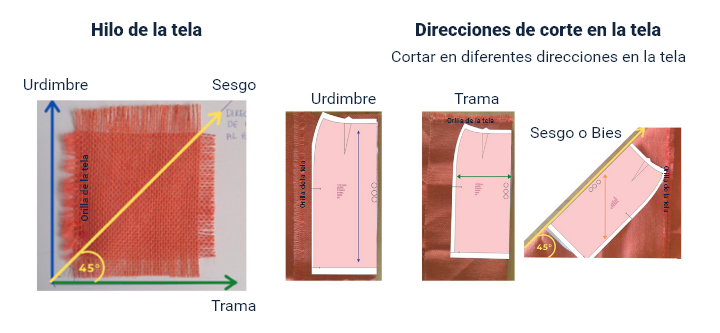 Hilo de la tela
Direcciones de corte en la tela
Cortar en diferentes direcciones en la tela
Urdimbre
Sesgo
Orilla de la tela
45°
Trama
Urdimbre
Orilla de la tela
Trama
Orilla de la tela
Sesgo o Bies
Orilla de la tela
45°